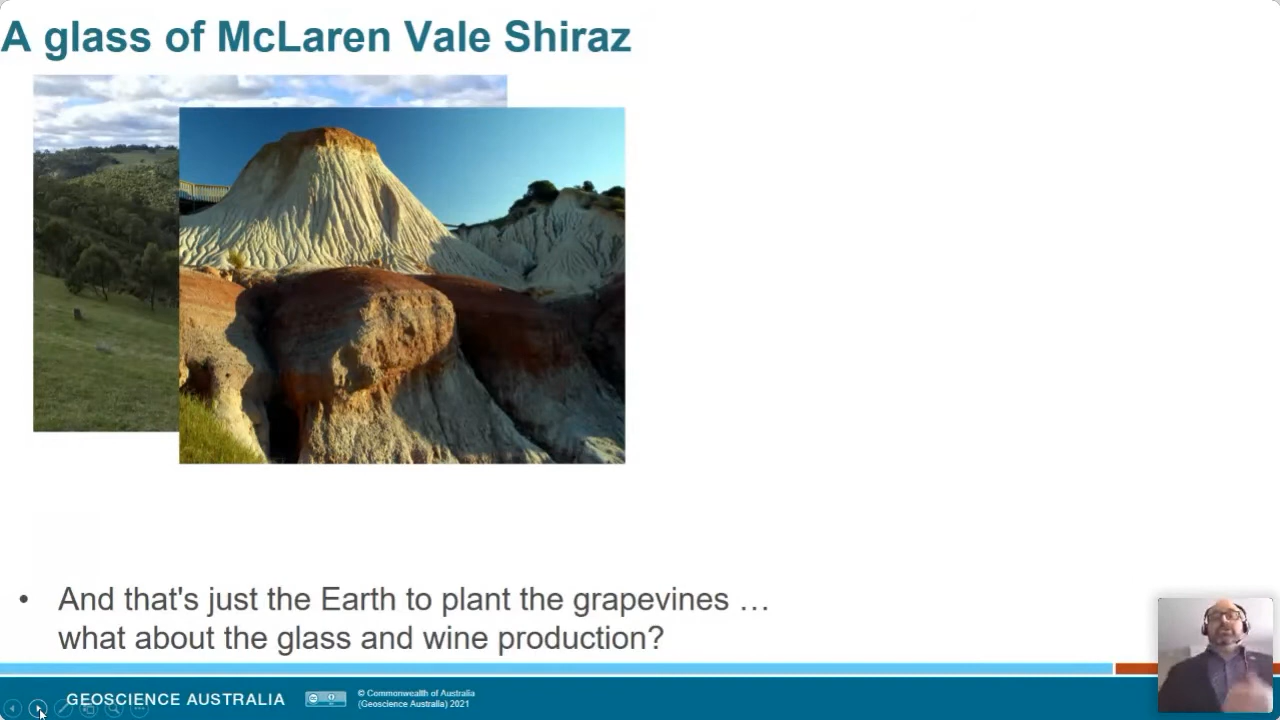 A glass of McLaren Vale Shiraz
• And that's just the Earth to plant the grapevines …
what about the glass and wine production?
GEOSCIENCE AUSTRALIA
© Commonwealth of Australia
(Geoscience Australia) 2021